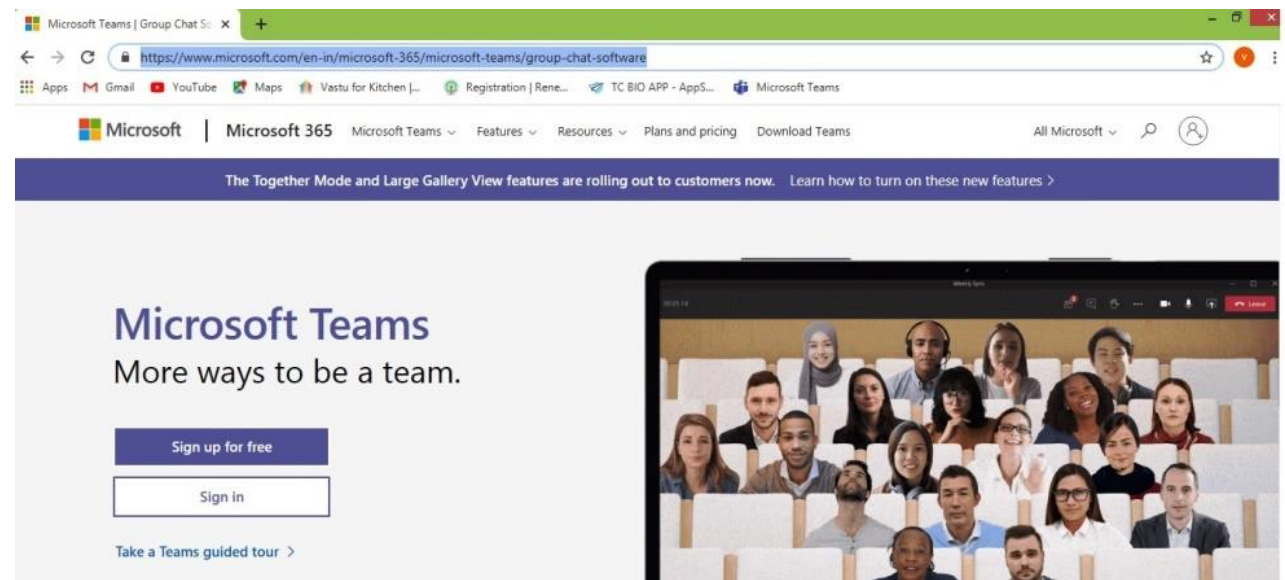 Microsoft Teams | Group Chat So
https://www.microsoft.com/en-in/microsoft-365/microsoft-teams/group-chat-software
V
Apps Gmail YouTube Maps Vastu for Kitchen |... Registration | Rene... TC BIO APP - AppS... Microsoft Teams
Microsoft | Microsoft 365 Microsoft Teams Features Resources Plans and pricing Download Teams All Microsoft
The Together Mode and Large Gallery View features are rolling out to customers now. Learn how to turn on these new features >
Weekly Sync
Leave
Microsoft Teams
More ways to be a team.
Sign up for free
Sign in
Take a Teams guided tour >